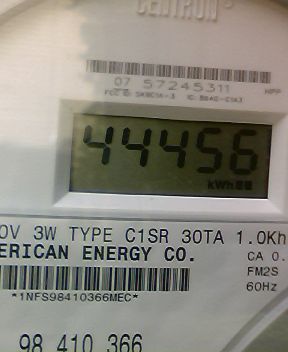 CENTRON®
07 57245311
44456
kWh
0V 3W TYPE C1SR 30TA 1.0Kh
ERICAN ENERGY CO.
CA 0.
FM2S
60Hz
*1NFS98410366MEC*
98 410 366